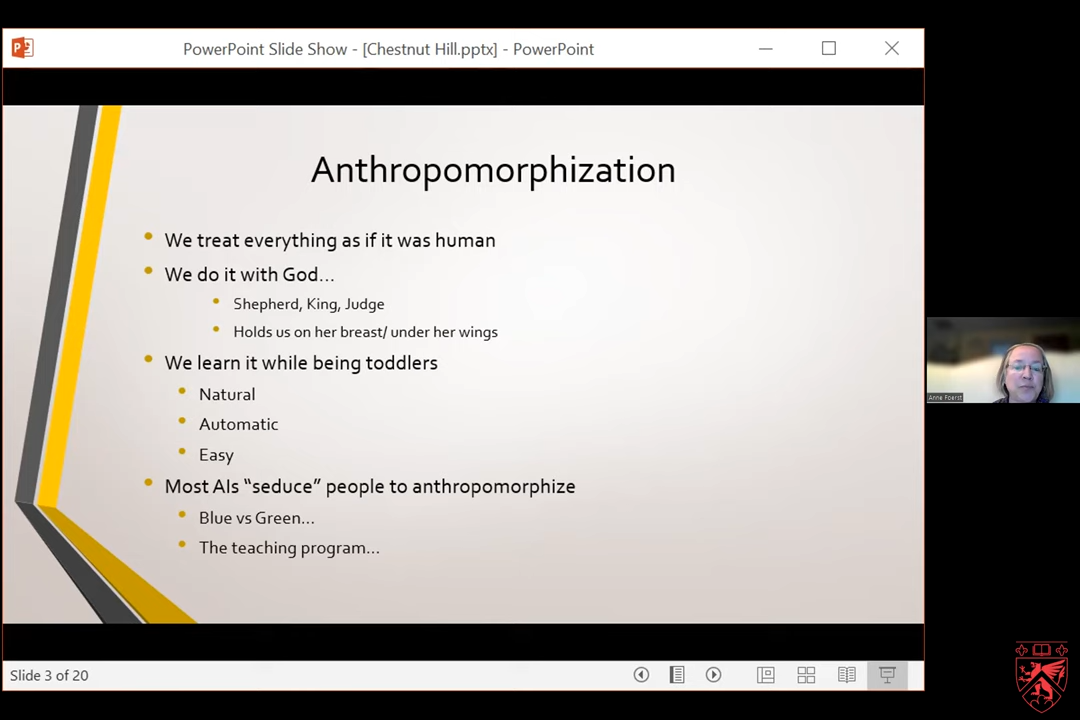 PowerPoint Slide Show - [Chestnut Hill.pptx] - PowerPoint
Anthropomorphization
We treat everything as if it was human
We do it with God…
Shepherd, King, Judge
Holds us on her breast/ under her wings
We learn it while being toddlers
Natural
Automatic
Easy
Most AIs “seduce” people to anthropomorphize
Blue vs Green…
The teaching program…
Anne Foerst
Slide 3 of 20